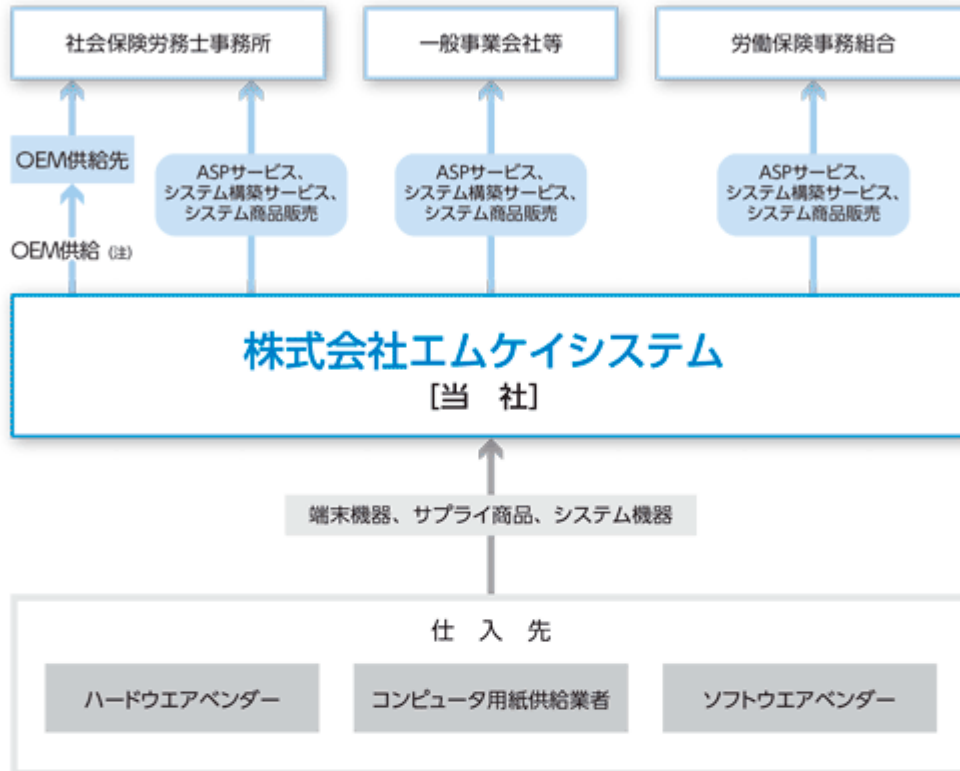 社会保険労務士事務所
一般事業会社等
労働保険事務組合
OEM供給先
OEM供給 (注)
ASPサービス、
システム構築サービス、
システム商品販売
ASPサービス、
システム構築サービス、
システム商品販売
ASPサービス、
システム構築サービス、
システム商品販売
株式会社エムケイシステム
[当 社]
端末機器、サプライ商品、システム機器
仕 入 先
ハードウエアベンダー
コンピュータ用紙供給業者
ソフトウエアベンダー